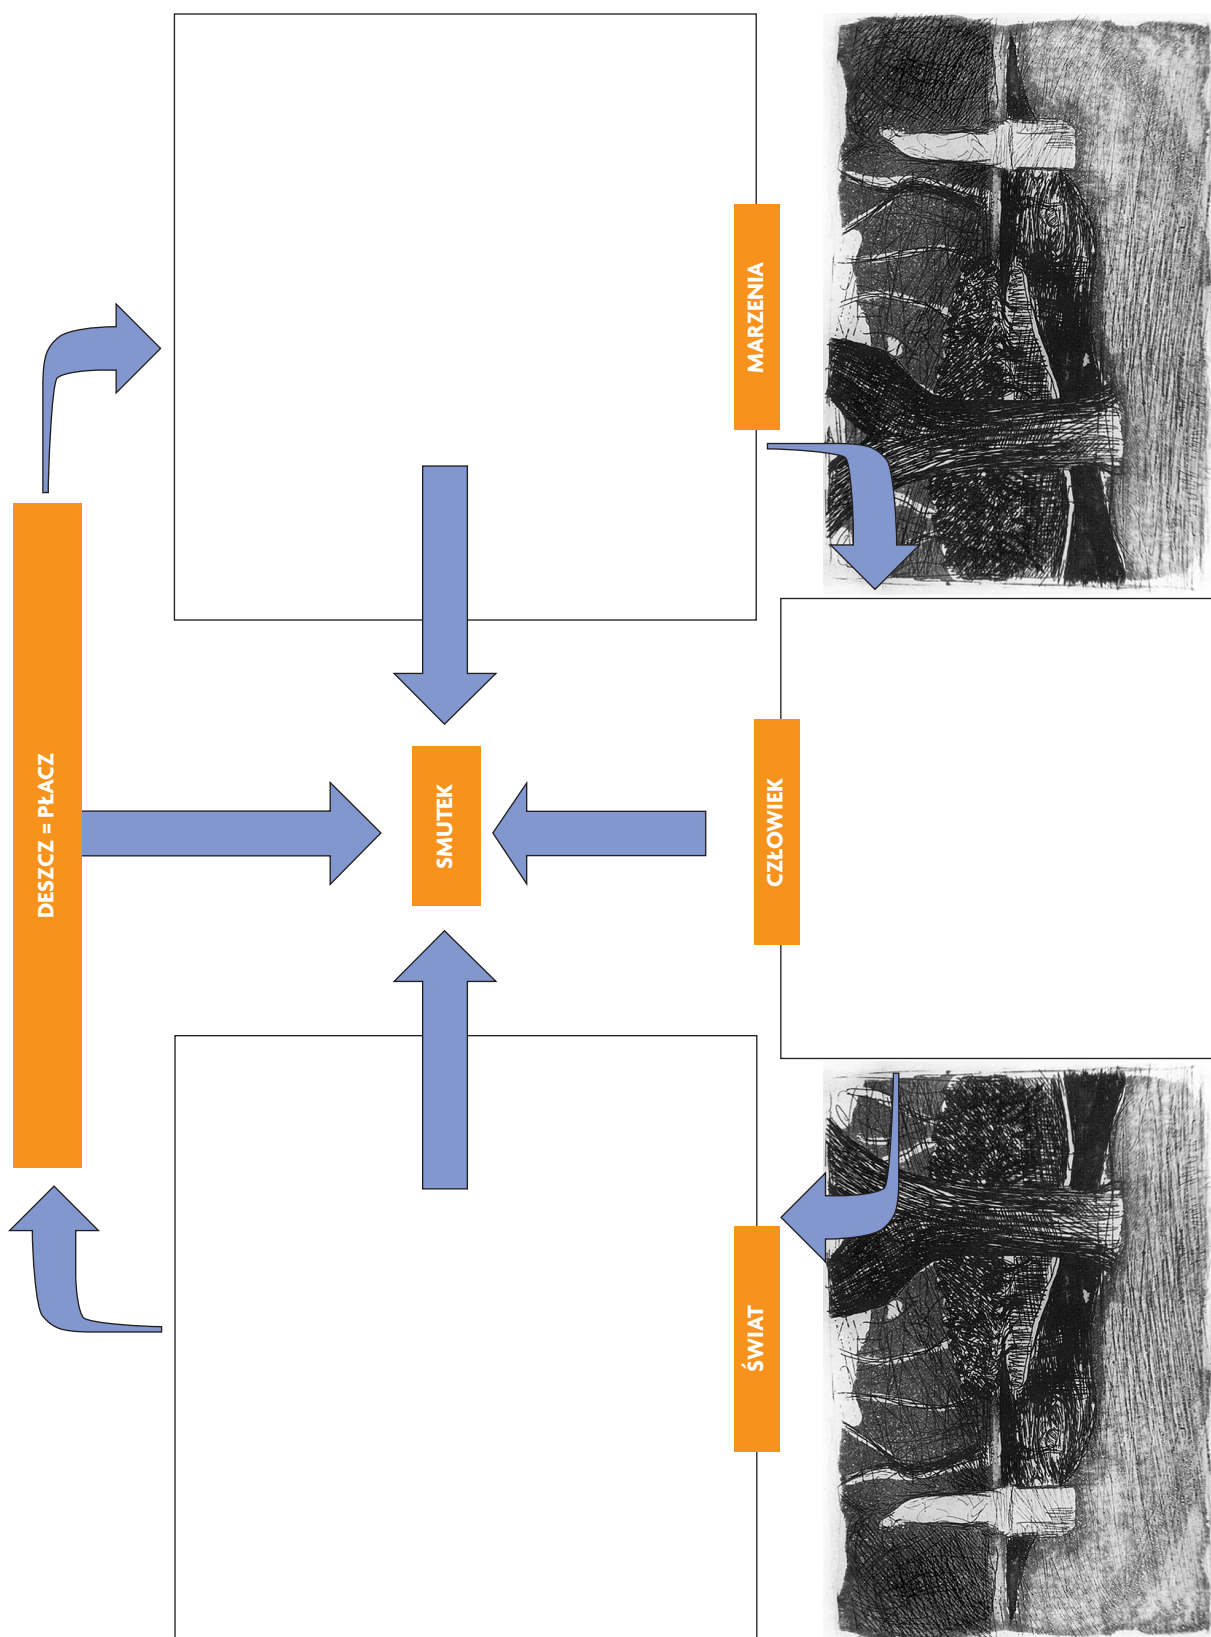 DESZCZ = PŁACZ
SMUTEK
ŚWIAT
MARZENIA
CZŁOWIEK